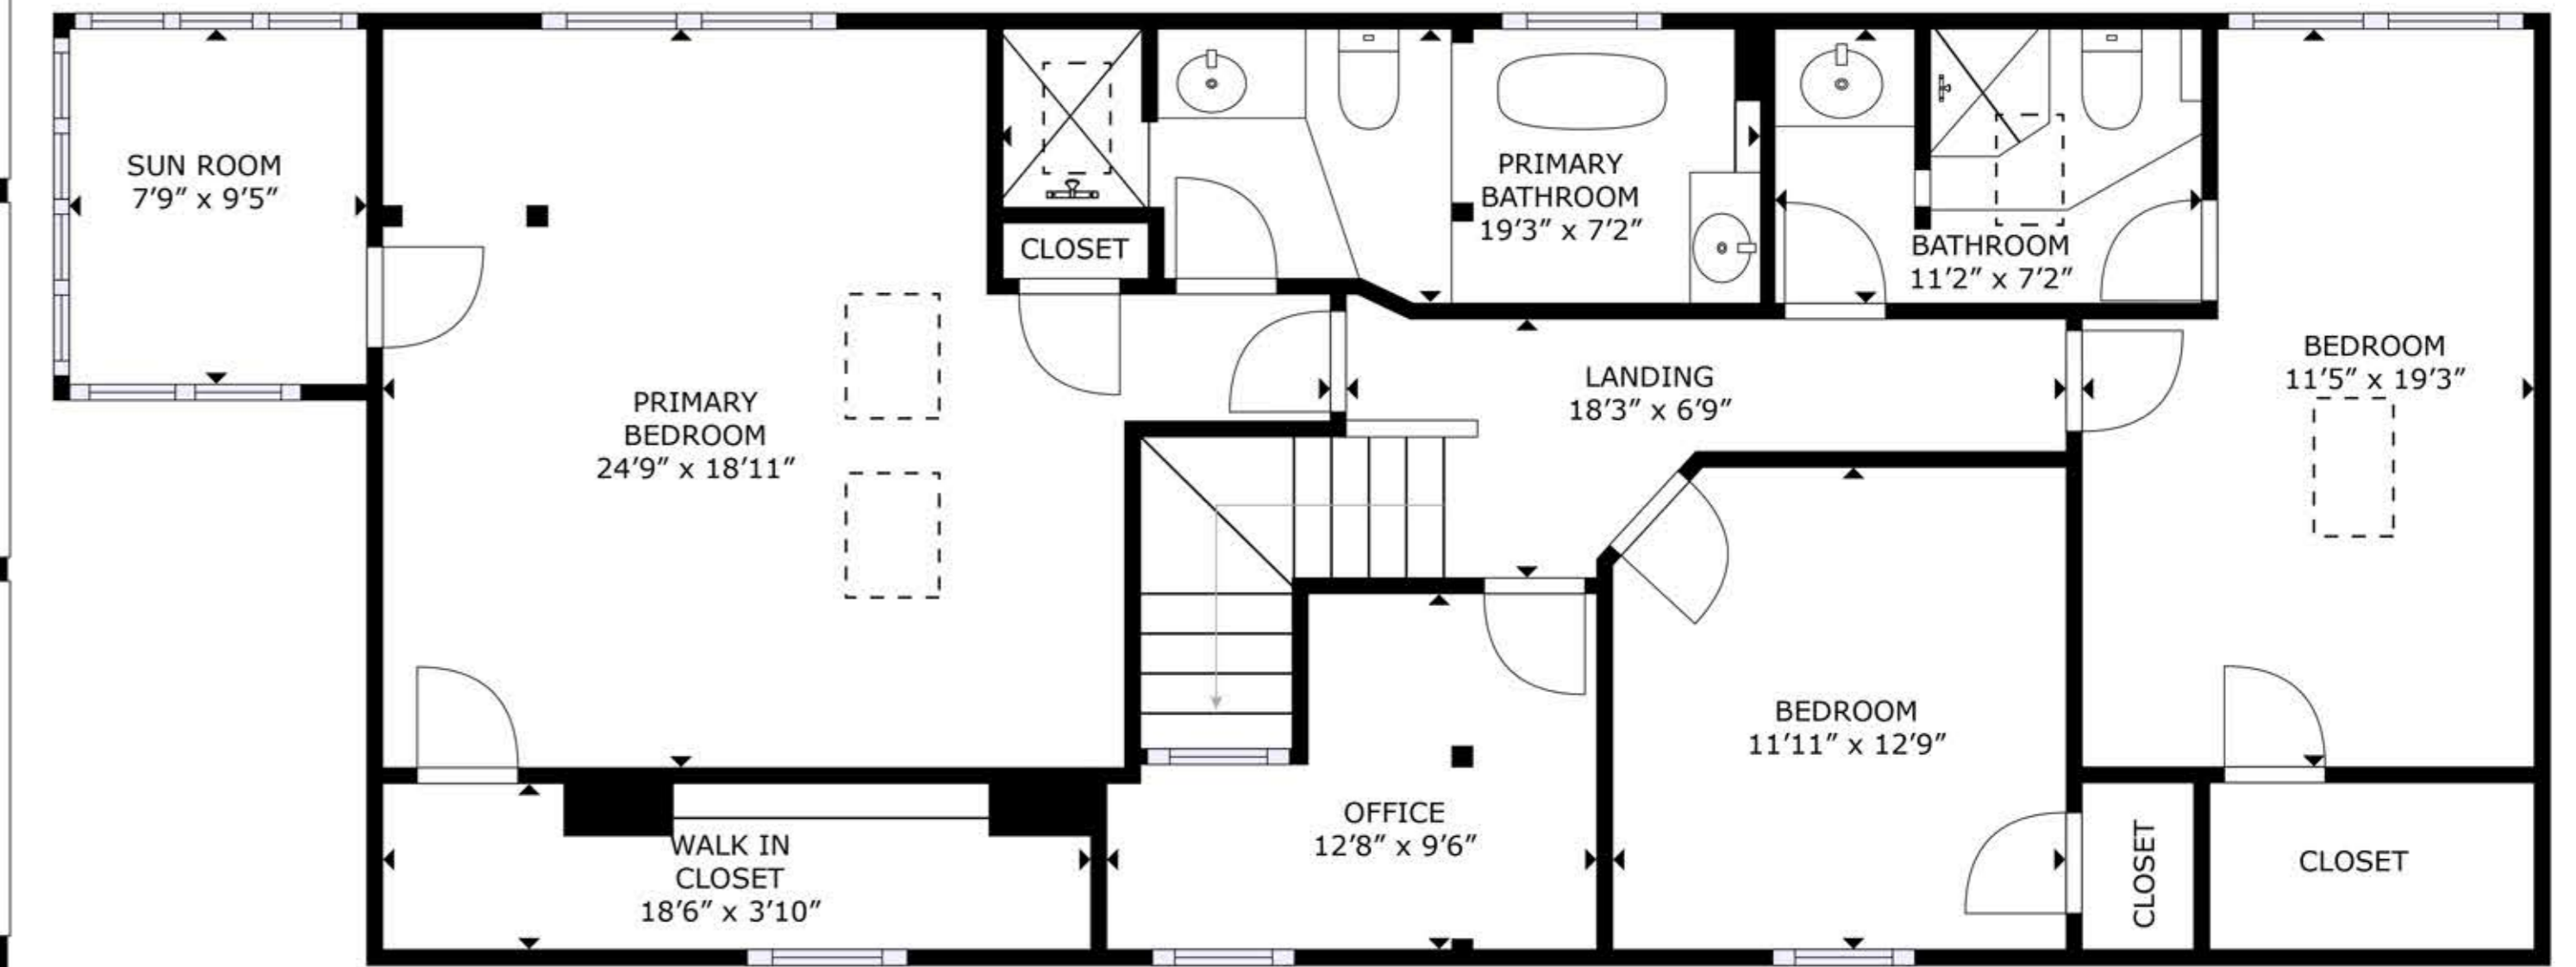 SUN ROOM
7'9" x 9'5"
PRIMARY
BEDROOM
24'9" x 18'11"
CLOSET
PRIMARY
BATHROOM
19'3" x 7'2"
BATHROOM
11'2" x 7'2"
LANDING
18'3" x 6'9"
BEDROOM
11'5" x 19'3"
BEDROOM
11'11" x 12'9"
OFFICE
12'8" x 9'6"
WALK IN
CLOSET
18'6" x 3'10"
CLOSET
CLOSET